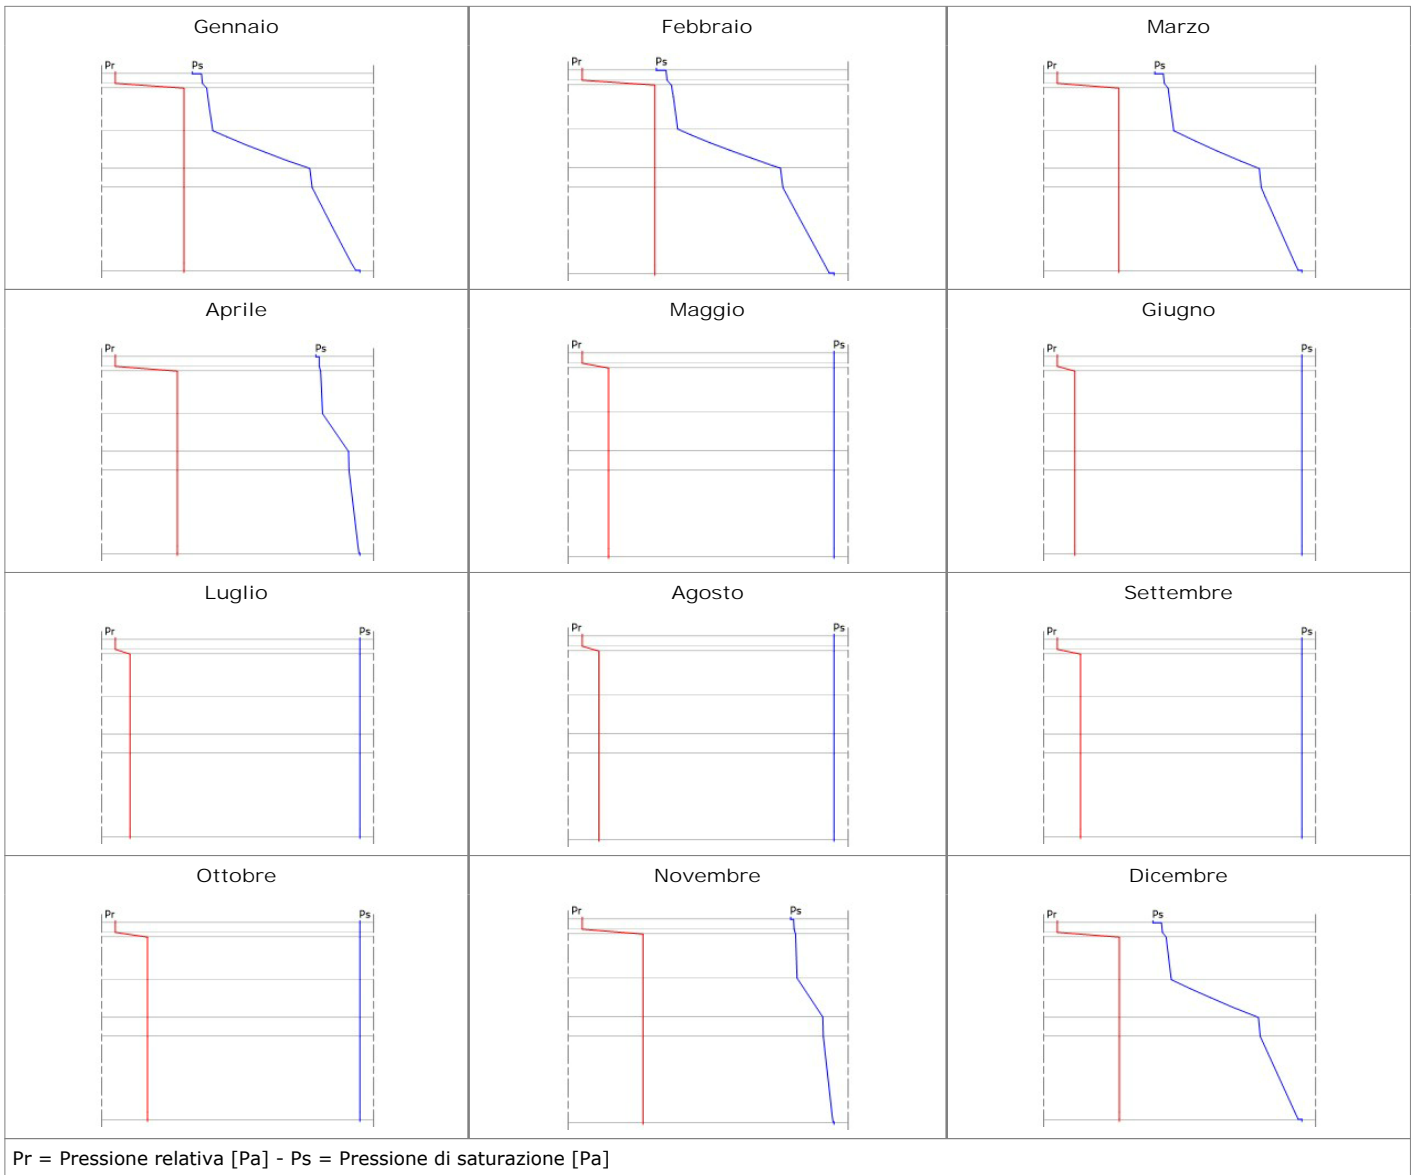 Gennaio
Febbraio
Marzo
Pr Ps
Pr Ps
Pr Ps
Aprile
Maggio
Giugno
Pr Ps
Pr Ps
Pr Ps
Luglio
Agosto
Settembre
Pr Ps
Pr Ps
Pr Ps
Ottobre
Novembre
Dicembre
Pr Ps
Pr Ps
Pr Ps
Pr = Pressione relativa [Pa] - Ps = Pressione di saturazione [Pa]